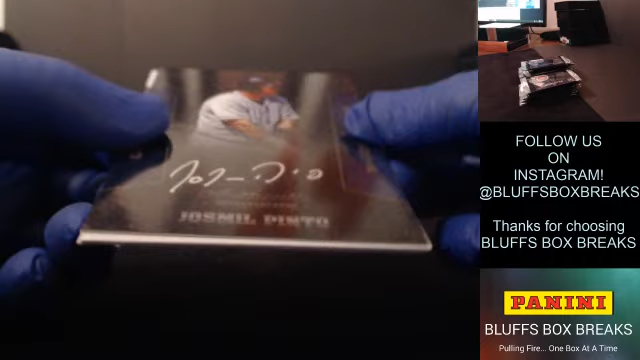 JOSMIL PINTO
FOLLOW US
ON
INSTAGRAM!
@BLUFFSBOXBREAKS
Thanks for choosing
BLUFFS BOX BREAKS
PANINI
BLUFFS BOX BREAKS
Pulling Fire... One Box At A Time